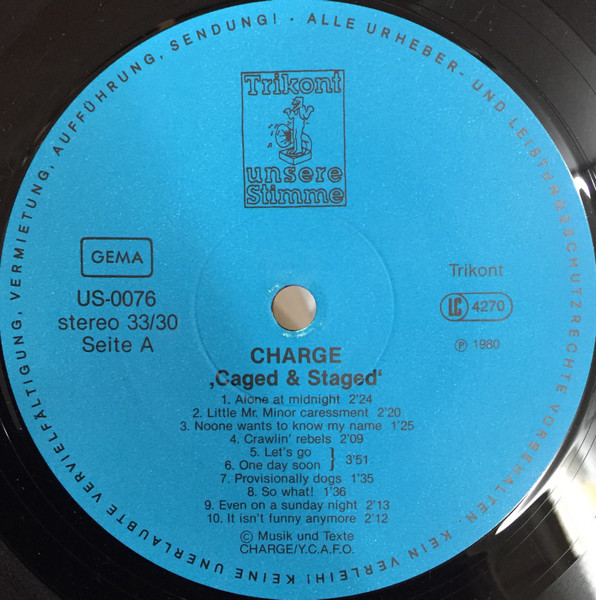 ALLE URHEBER- UND LEISTUNGSSCHUTZRECHTE VORBEHALTEN. KEIN VERLEIH! KEINE UNERLAUBTE VERVIELFÄLTIGUNG, VERMIETUNG, AUFFÜHRUNG, SENDUNG! ·
Trikont
unsere
Stimme
GEMA
US-0076
stereo 33/30
Seite A
Trikont
LC 4270
Ⓟ 1980
CHARGE
‚Caged & Staged‘
1. Alone at midnight 2'24
2. Little Mr. Minor caressment 2'20
3. Noone wants to know my name 1'25
4. Crawlin' rebels 2'09
5. Let's go
6. One day soon } 3'51
7. Provisionally dogs 1'35
8. So what! 1'36
9. Even on a sunday night 2'13
10. It isn't funny anymore 2'12
© Musik und Texte
CHARGE/Y.C.A.F.O.